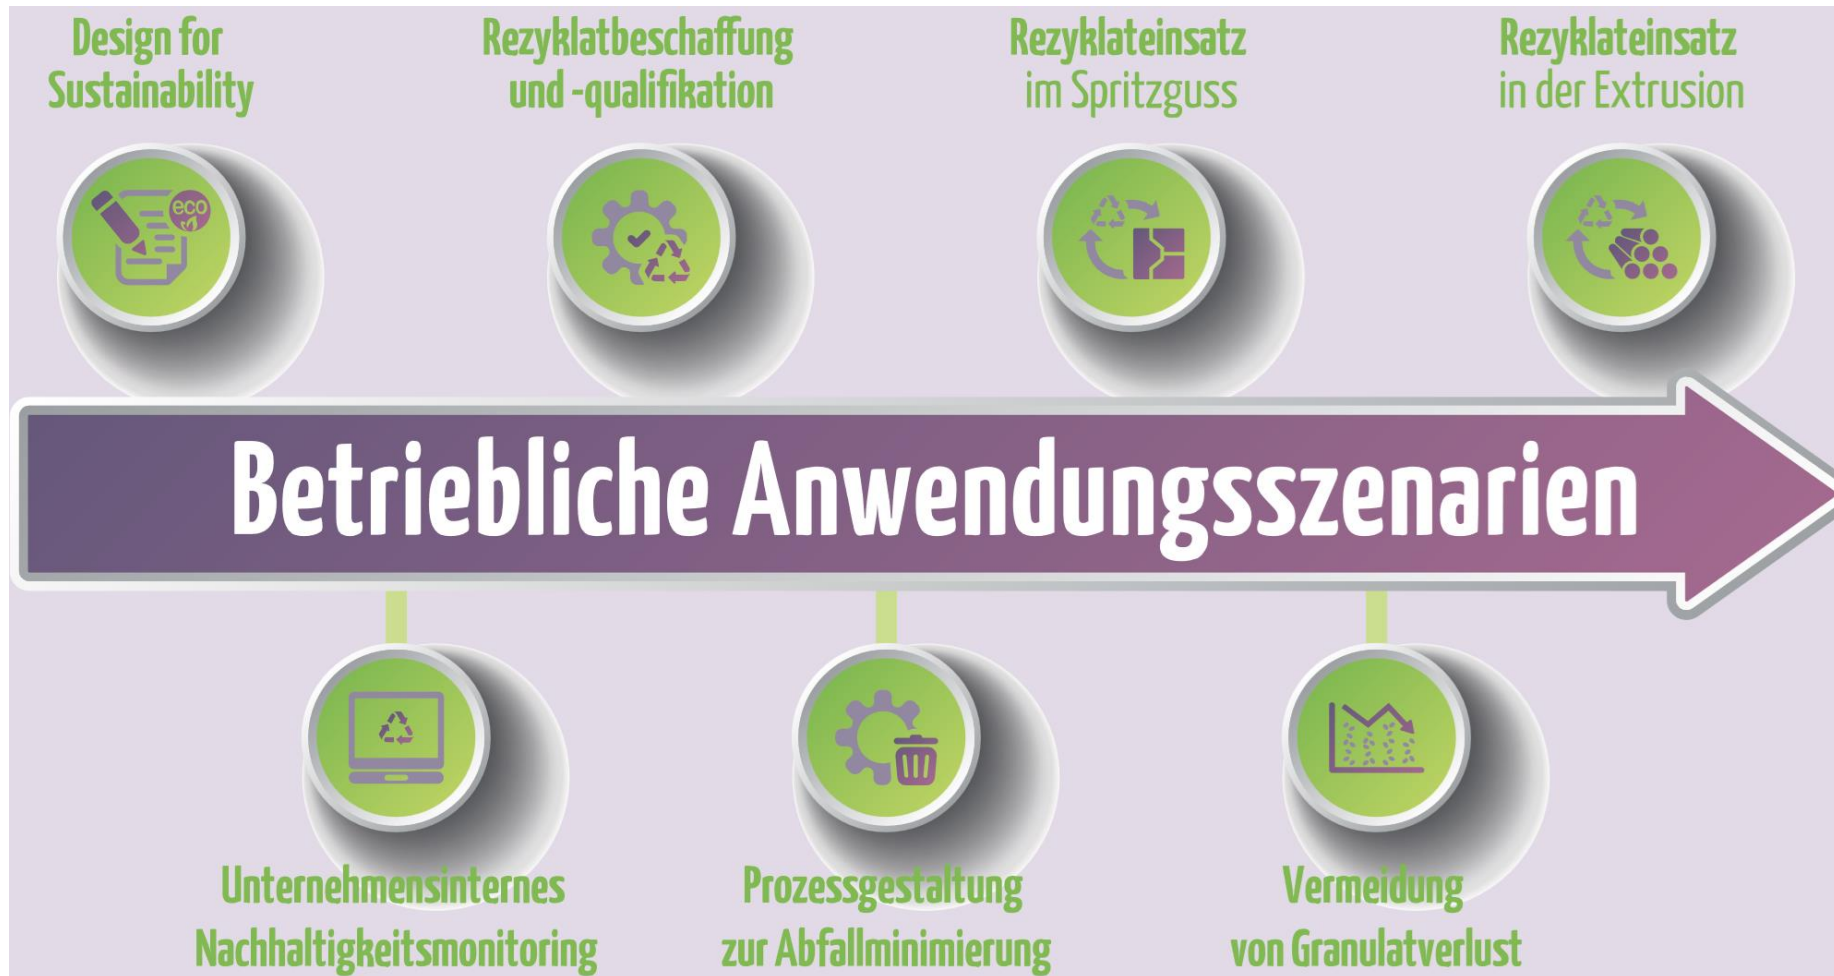 Design for
Sustainability
Rezyklatbeschaffung
und -qualifikation
Rezyklateinsatz
im Spritzguss
Rezyklateinsatz
in der Extrusion
eco
Betriebliche Anwendungsszenarien
Unternehmensinternes
Nachhaltigkeitsmonitoring
Prozessgestaltung
zur Abfallminimierung
Vermeidung
von Granulatverlust